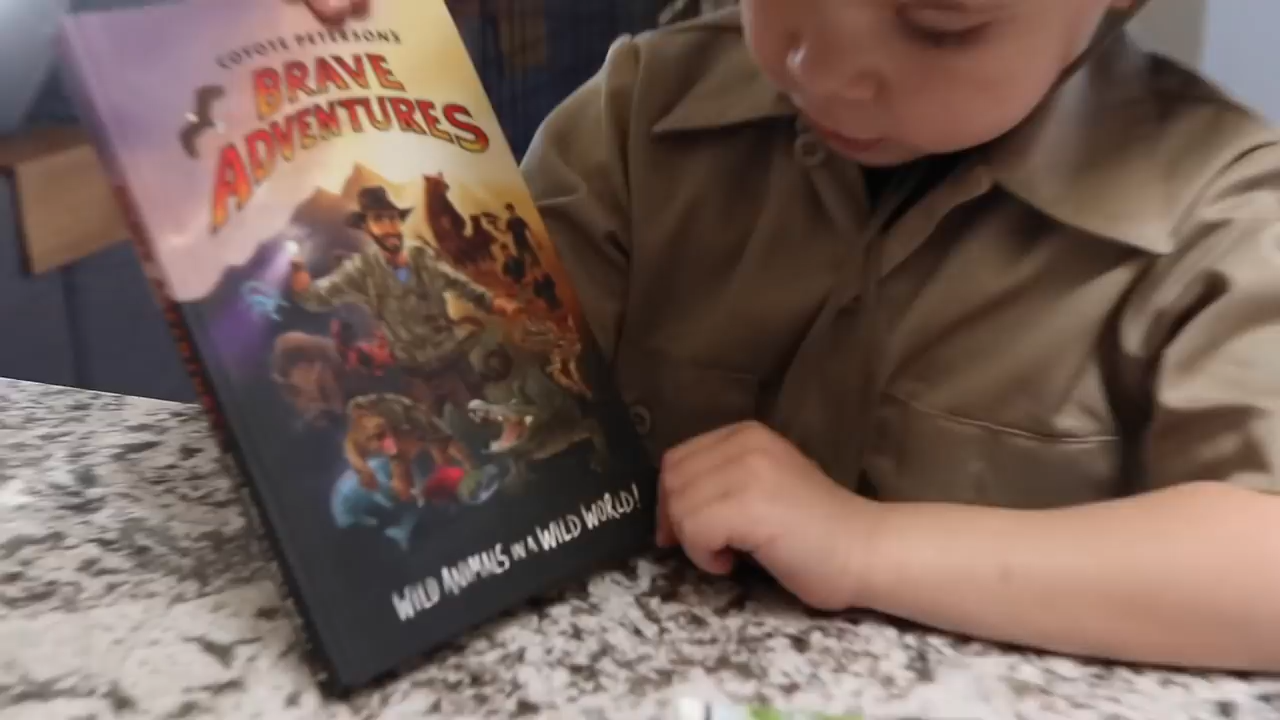 COYOTE PETERSON'S
BRAVE
ADVENTURES
WILD ANIMALS IN A WILD WORLD!